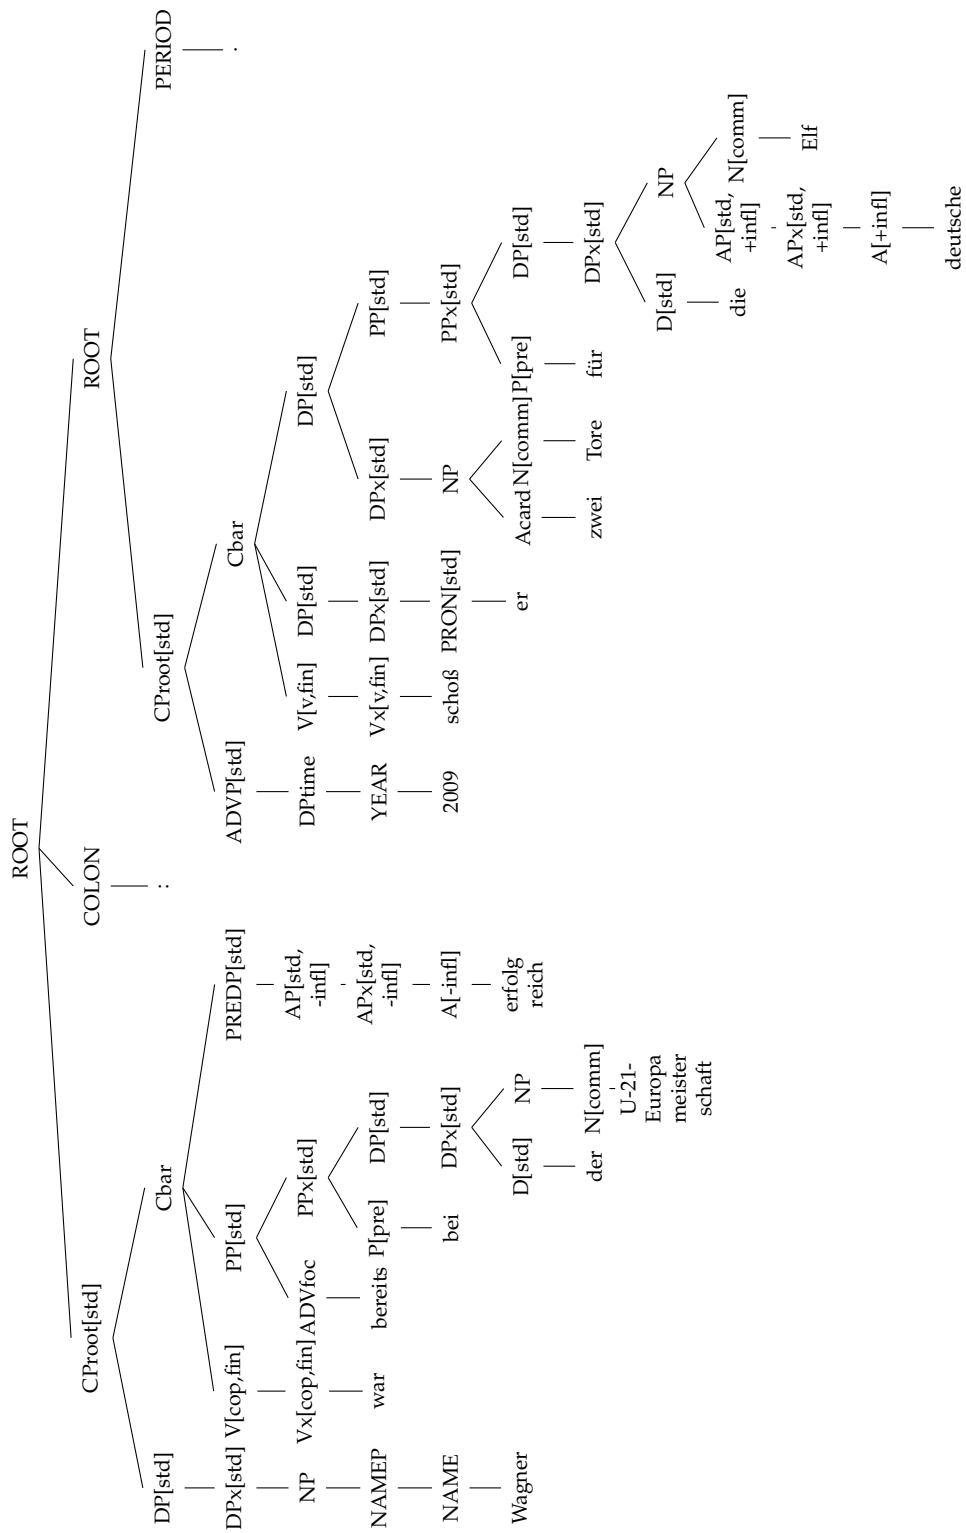 ROOT
CProot[std] COLON ROOT
DP[std] Cbar : CProot[std] PERIOD
DPx[std] V[cop,fin] PP[std] PREDP[std] ADVP[std] Cbar .
NP Vx[cop,fin] ADVfoc PPx[std] AP[std, DPtime V[v,fin] DP[std] DP[std]
-infl]
NAMEP war bereits P[pre] DP[std] APx[std, YEAR Vx[v,fin] DPx[std] DPx[std] PP[std]
-infl]
NAME bei DPx[std] A[-infl] 2009 schoß PRON[std] NP PPx[std]
Wagner D[std] NP erfolg er Acard N[comm] P[pre] DP[std]
reich
der N[comm] zwei Tore für DPx[std]
U-21-
Europa
meister D[std] NP
schaft
die AP[std, N[comm]
+infl]
APx[std, Elf
+infl]
A[+infl]
deutsche